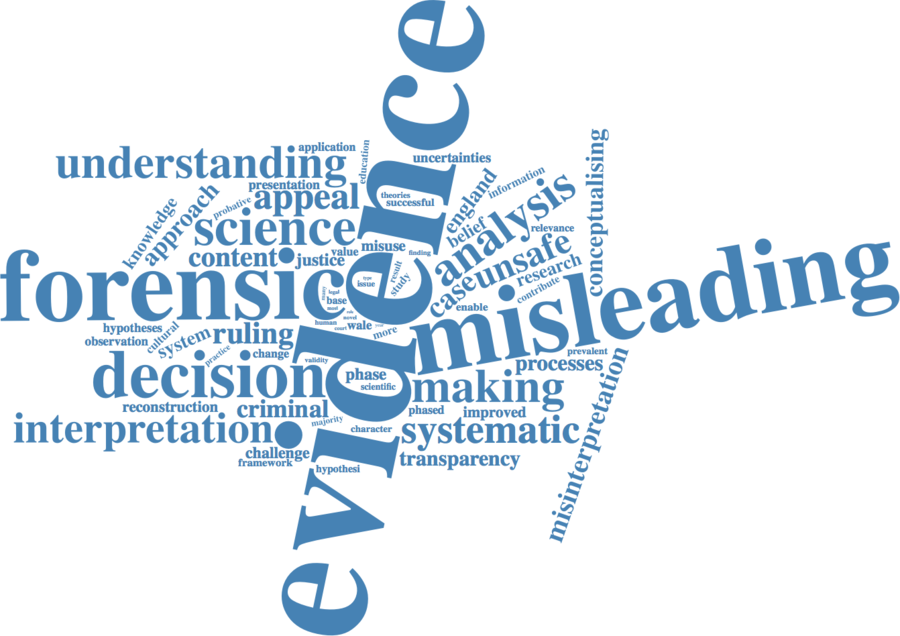 evidence
application
understanding
education
uncertainties
presentation
appeal
theories
successful
information
england
analysis
conceptualising
knowledge
approach
probative
science
belief
relevance
value
misuse
finding
content
justice
result
study
case
unsafe
research
contribute
forensic
type
issue
legal
base
enable
misleading
hypotheses
observation
cultural
system
ruling
human
novel
court
wale
more
practice
change
validity
prevalent
processes
decision
phase
scientific
making
misinterpretation
reconstruction
criminal
majority
character
phased
improved
interpretation
systematic
challenge
framework
hypothesi
transparency